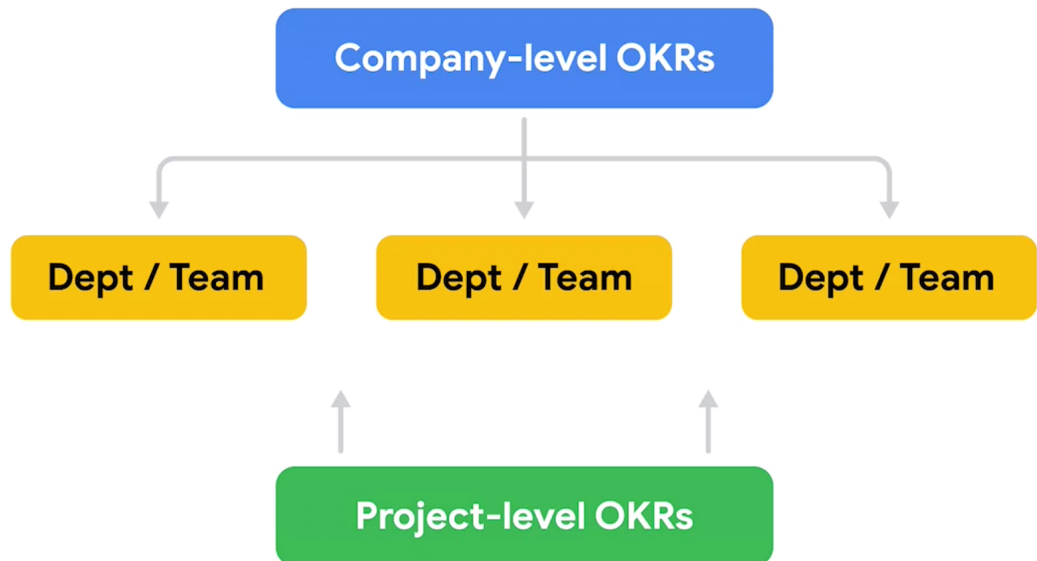 Company-level OKRs
Dept / Team
Dept / Team
Dept / Team
Project-level OKRs